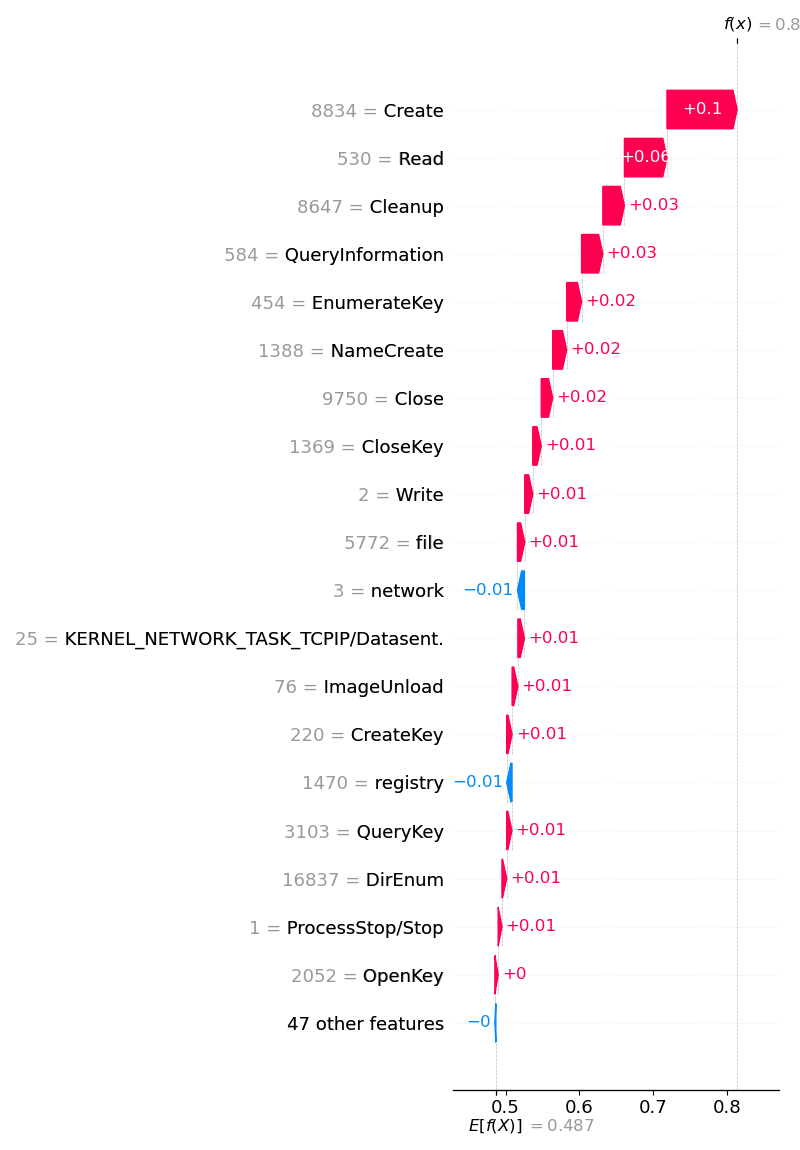 f(x) = 0.8
8834 = Create +0.1
530 = Read +0.06
8647 = Cleanup +0.03
584 = QueryInformation +0.03
454 = EnumerateKey +0.02
1388 = NameCreate +0.02
9750 = Close +0.02
1369 = CloseKey +0.01
2 = Write +0.01
5772 = file +0.01
3 = network −0.01
25 = KERNEL_NETWORK_TASK_TCPIP/Datasent. +0.01
76 = ImageUnload +0.01
220 = CreateKey +0.01
1470 = registry −0.01
3103 = QueryKey +0.01
16837 = DirEnum +0.01
1 = ProcessStop/Stop +0.01
2052 = OpenKey +0
47 other features −0
0.5 0.6 0.7 0.8
E[f(X)] = 0.487